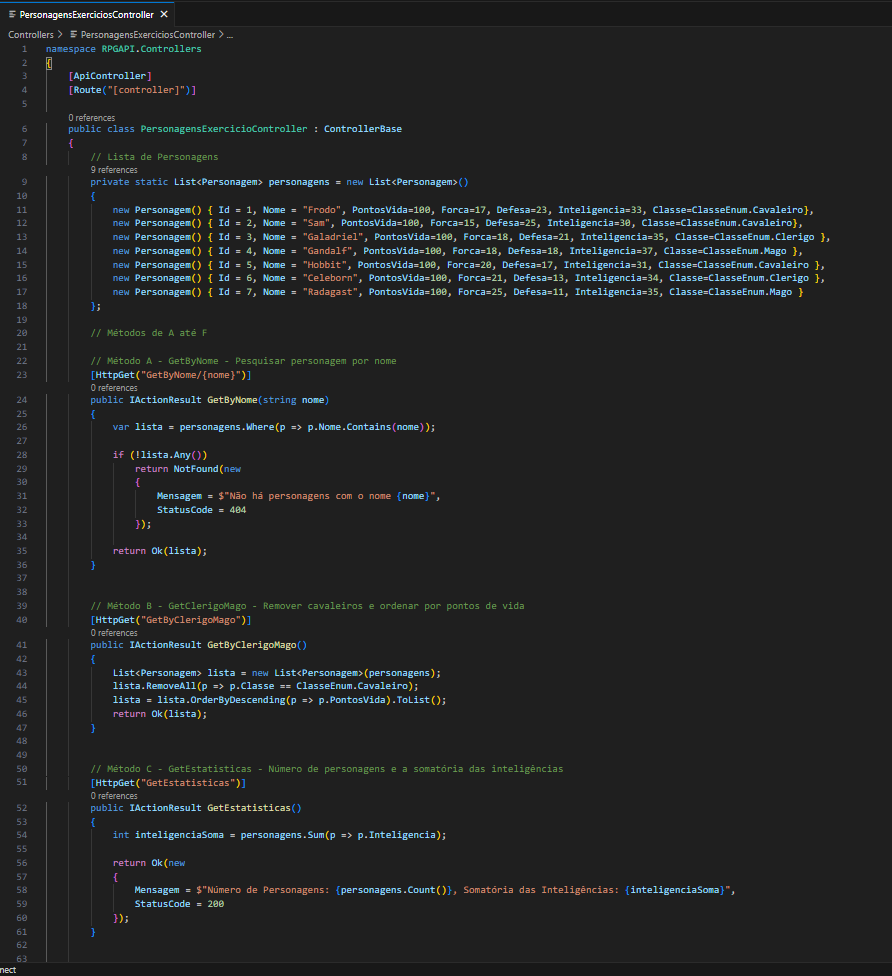 PersonagensExerciciosController ×
Controllers > PersonagensExerciciosController > ...
1 namespace RPGAPI.Controllers
2 {
3 [ApiController]
4 [Route("[controller]")]
5
0 references
6 public class PersonagensExercicioController : ControllerBase
7 {
8 // Lista de Personagens
9 references
9 private static List<Personagem> personagens = new List<Personagem>()
10 {
11 new Personagem() { Id = 1, Nome = "Frodo", PontosVida=100, Forca=17, Defesa=23, Inteligencia=33, Classe=ClasseEnum.Cavaleiro},
12 new Personagem() { Id = 2, Nome = "Sam", PontosVida=100, Forca=15, Defesa=25, Inteligencia=30, Classe=ClasseEnum.Cavaleiro},
13 new Personagem() { Id = 3, Nome = "Galadriel", PontosVida=100, Forca=18, Defesa=21, Inteligencia=35, Classe=ClasseEnum.Clerigo },
14 new Personagem() { Id = 4, Nome = "Gandalf", PontosVida=100, Forca=18, Defesa=18, Inteligencia=37, Classe=ClasseEnum.Mago },
15 new Personagem() { Id = 5, Nome = "Hobbit", PontosVida=100, Forca=20, Defesa=17, Inteligencia=31, Classe=ClasseEnum.Cavaleiro },
16 new Personagem() { Id = 6, Nome = "Celeborn", PontosVida=100, Forca=21, Defesa=13, Inteligencia=34, Classe=ClasseEnum.Clerigo },
17 new Personagem() { Id = 7, Nome = "Radagast", PontosVida=100, Forca=25, Defesa=11, Inteligencia=35, Classe=ClasseEnum.Mago }
18 };
19
20 // Métodos de A até F
21
22 // Método A - GetByNome - Pesquisar personagem por nome
23 [HttpGet("GetByNome/{nome}")]
0 references
24 public IActionResult GetByNome(string nome)
25 {
26 var lista = personagens.Where(p => p.Nome.Contains(nome));
27
28 if (!lista.Any())
29 return NotFound(new
30 {
31 Mensagem = $"Não há personagens com o nome {nome}",
32 StatusCode = 404
33 });
34
35 return Ok(lista);
36 }
37
38
39 // Método B - GetClerigoMago - Remover cavaleiros e ordenar por pontos de vida
40 [HttpGet("GetByClerigoMago")]
0 references
41 public IActionResult GetByClerigoMago()
42 {
43 List<Personagem> lista = new List<Personagem>(personagens);
44 lista.RemoveAll(p => p.Classe == ClasseEnum.Cavaleiro);
45 lista = lista.OrderByDescending(p => p.PontosVida).ToList();
46 return Ok(lista);
47 }
48
49
50 // Método C - GetEstatisticas - Número de personagens e a somatória das inteligências
51 [HttpGet("GetEstatisticas")]
0 references
52 public IActionResult GetEstatisticas()
53 {
54 int inteligenciaSoma = personagens.Sum(p => p.Inteligencia);
55
56 return Ok(new
57 {
58 Mensagem = $"Número de Personagens: {personagens.Count()}, Somatória das Inteligências: {inteligenciaSoma}",
59 StatusCode = 200
60 });
61 }
62
63
nect